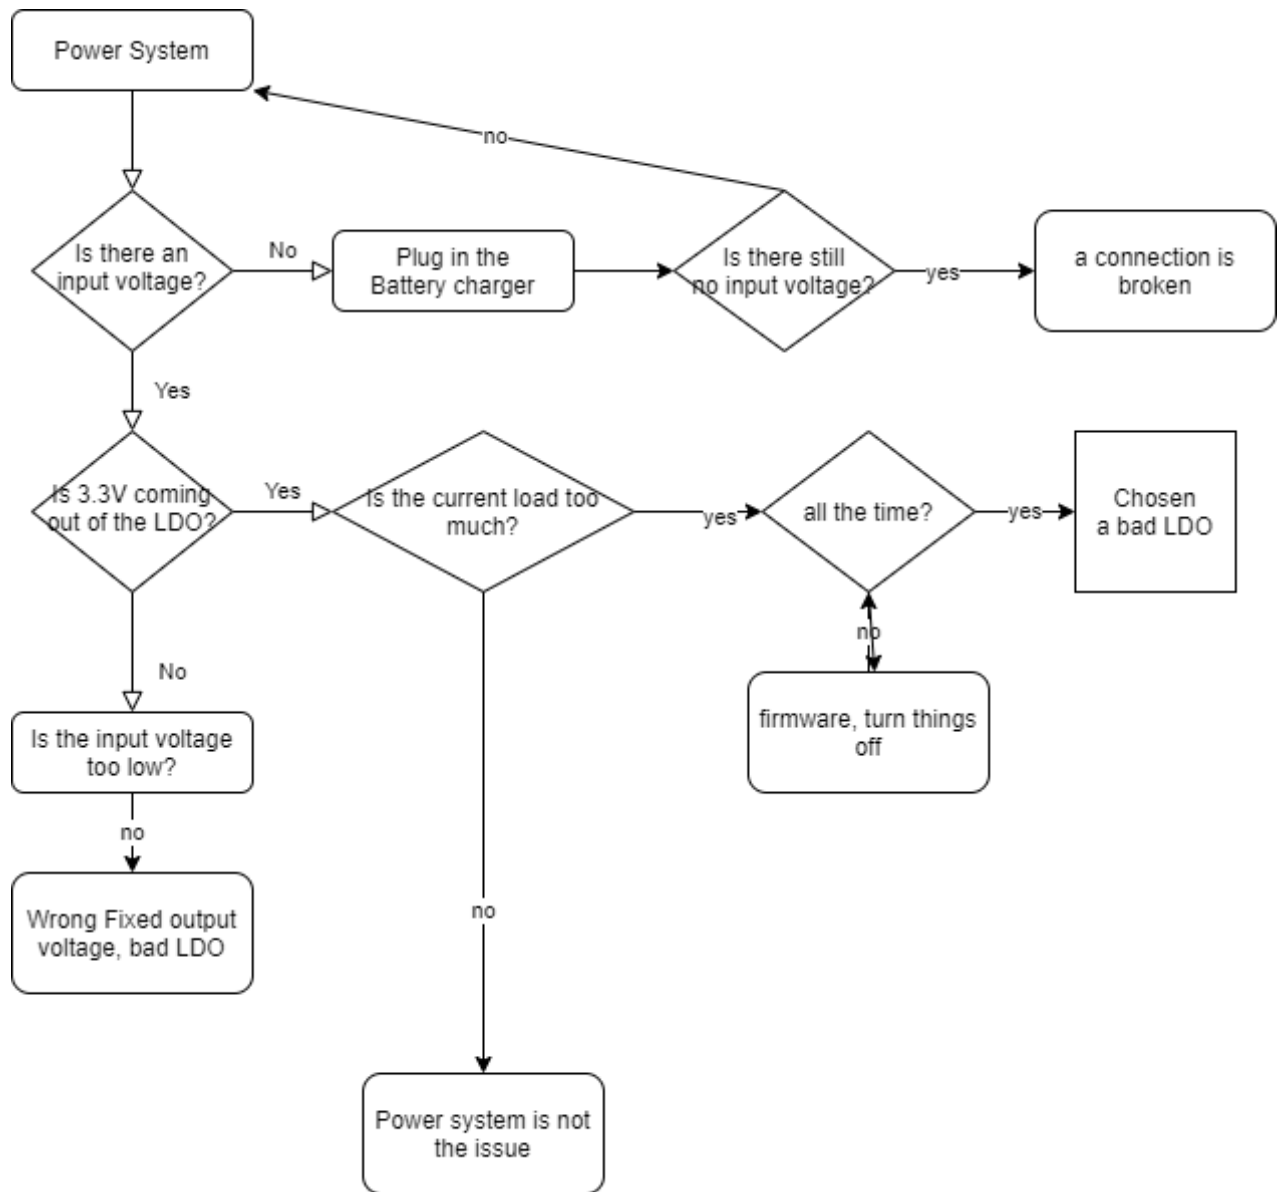 Power System
no
Is there an
input voltage?
No
Plug in the
Battery charger
Is there still
no input voltage?
yes
a connection is
broken
Yes
Is 3.3V coming
out of the LDO?
Yes
Is the current load too
much?
yes
all the time?
yes
Chosen
a bad LDO
no
firmware, turn things
off
No
Is the input voltage
too low?
no
Wrong Fixed output
voltage, bad LDO
no
Power system is not
the issue